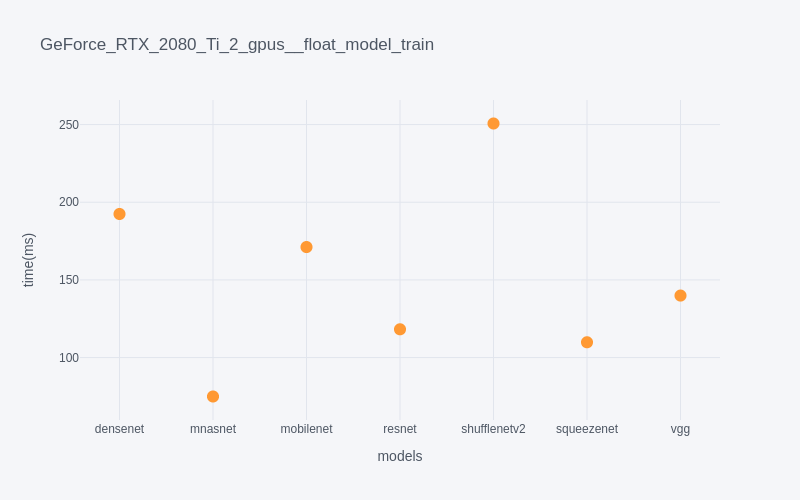 GeForce_RTX_2080_Ti_2_gpus__float_model_train
250
200
150
100
time(ms)
densenet mnasnet mobilenet resnet shufflenetv2 squeezenet vgg
models